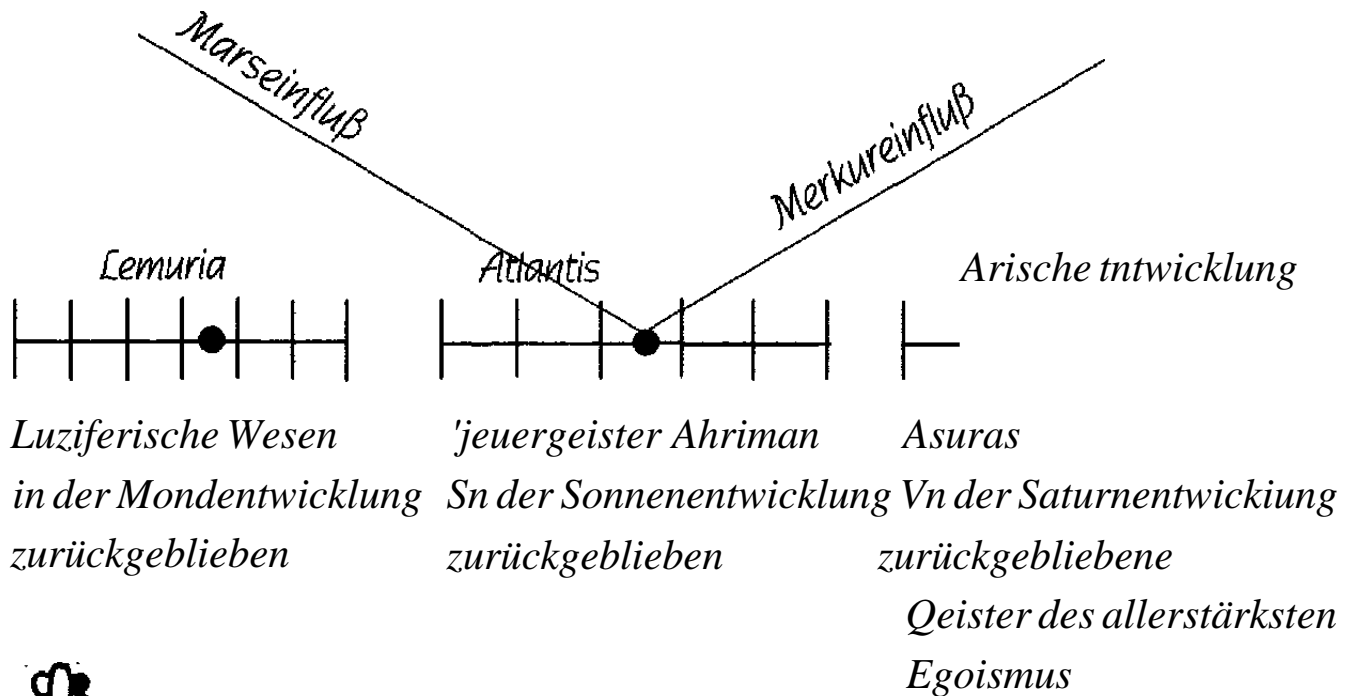 Marseinfluß
Merkureinfluß
Lemuria
Atlantis
Arische tntwicklung
Luziferische Wesen
in der Mondentwicklung
zurückgeblieben
'jeuergeister Ahriman
Sn der Sonnenentwicklung
zurückgeblieben
Asuras
Vn der Saturnentwickiung
zurückgebliebene
Qeister des allerstärksten
Egoismus